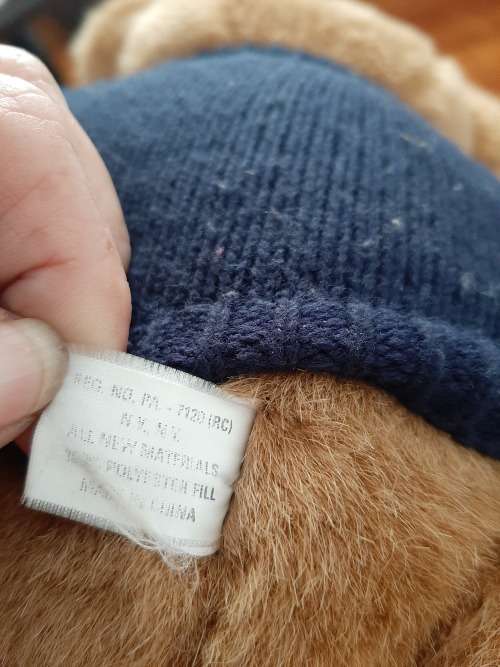 REG. NO. PA. - 7120 (RC)
N.Y. N.Y.
ALL NEW MATERIALS
POLYESTER FILL
MADE IN CHINA